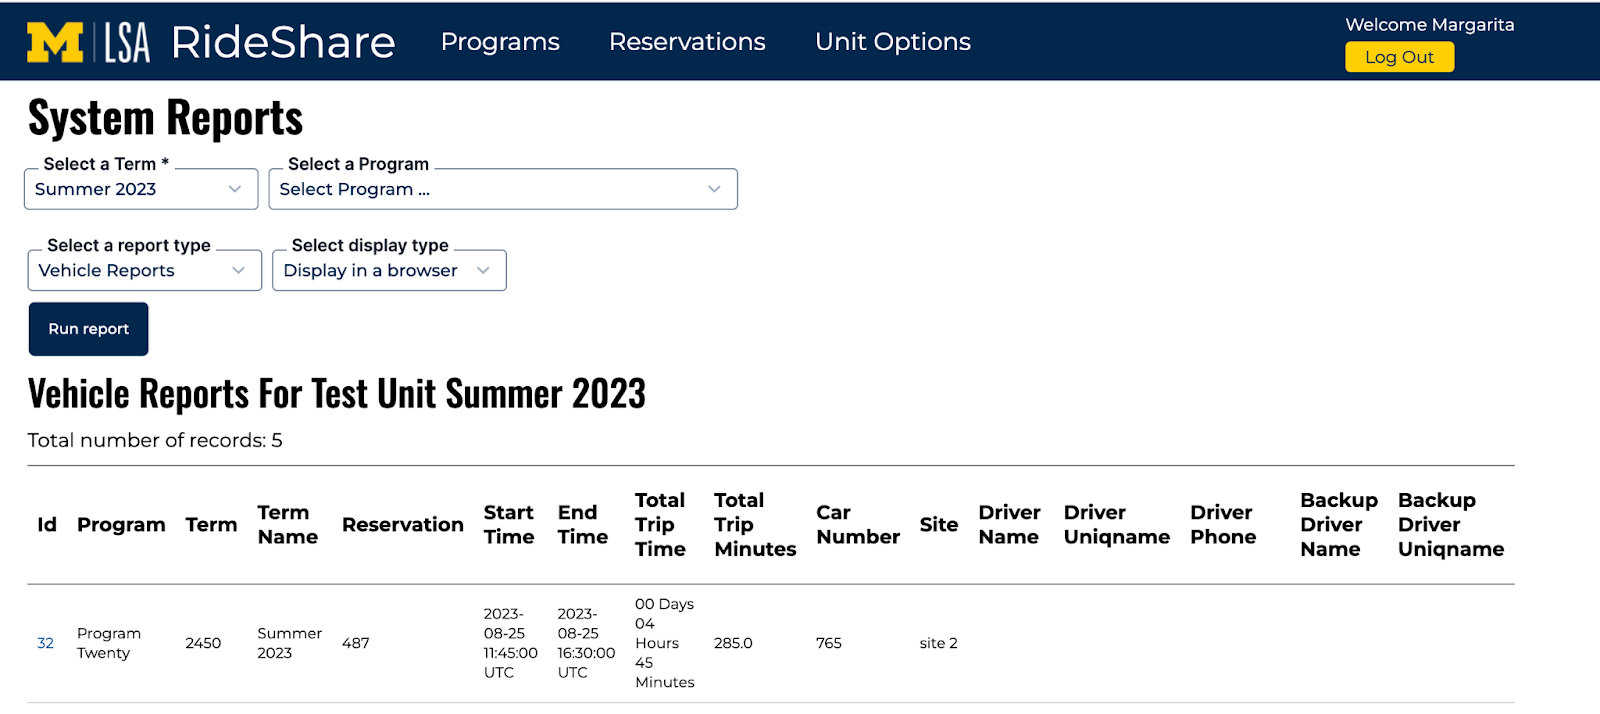 M LSA RideShare Programs Reservations Unit Options Welcome Margarita
Log Out
System Reports
Select a Term * Select a Program
Summer 2023 Select Program ...
Select a report type Select display type
Vehicle Reports Display in a browser
Run report
Vehicle Reports For Test Unit Summer 2023
Total number of records: 5
Id Program Term Term Name Reservation Start Time End Time Total Trip Time Total Trip Minutes Car Number Site Driver Name Driver Uniqname Driver Phone Backup Driver Name Backup Driver Uniqname
32 Program Twenty 2450 Summer 2023 487 2023-08-25 11:45:00 UTC 2023-08-25 16:30:00 UTC 00 Days 04 Hours 45 Minutes 285.0 765 site 2